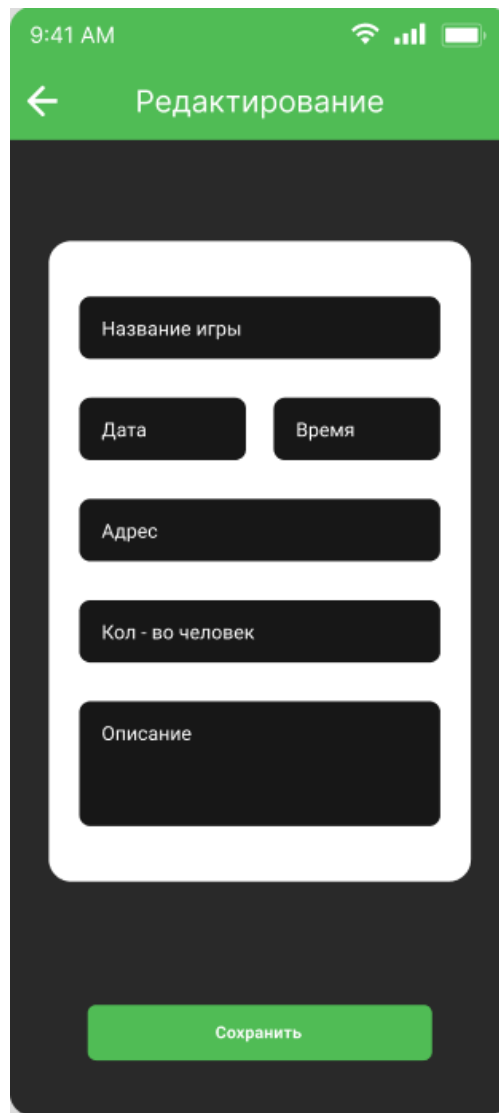 9:41 AM
Редактирование
Название игры
Дата Время
Адрес
Кол - во человек
Описание
Сохранить